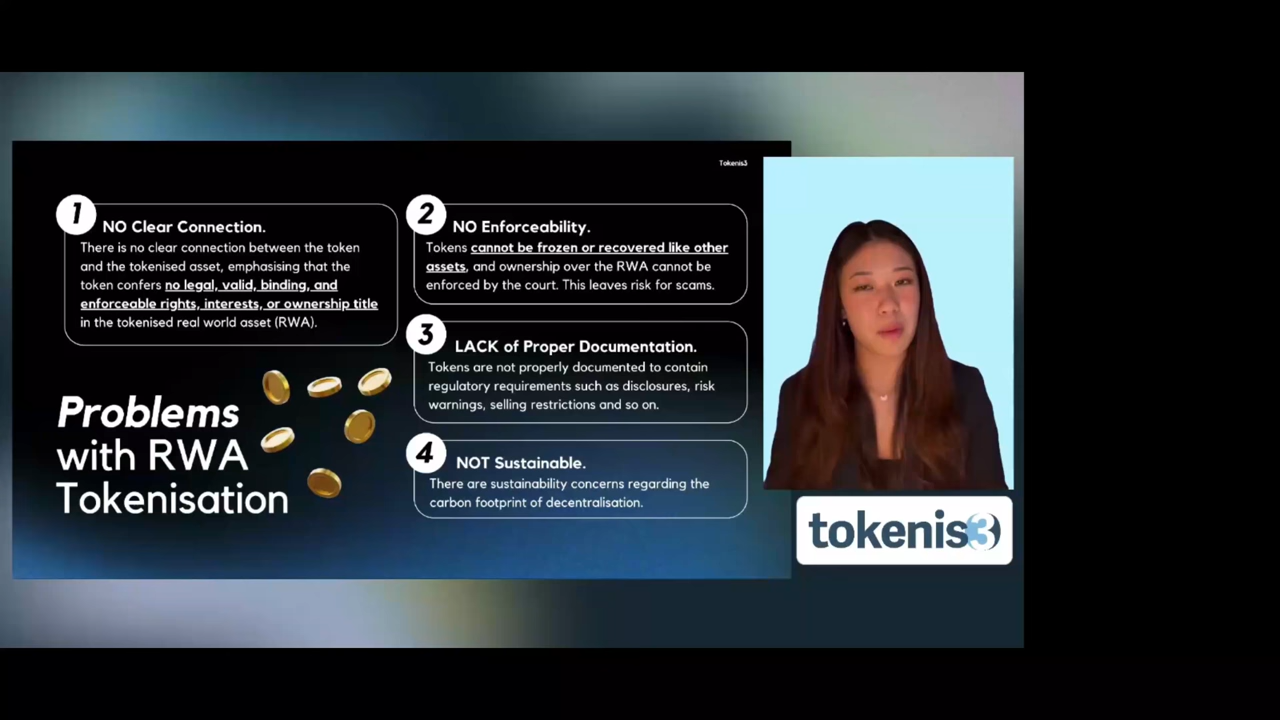 Tokenis3
1
NO Clear Connection.
There is no clear connection between the token
and the tokenised asset, emphasising that the
token confers no legal, valid, binding, and
enforceable rights, interests, or ownership title
in the tokenised real world asset (RWA).
2
NO Enforceability.
Tokens cannot be frozen or recovered like other
assets, and ownership over the RWA cannot be
enforced by the court. This leaves risk for scams.
3
LACK of Proper Documentation.
Tokens are not properly documented to contain
regulatory requirements such as disclosures, risk
warnings, selling restrictions and so on.
4
NOT Sustainable.
There are sustainability concerns regarding the
carbon footprint of decentralisation.
Problems
with RWA
Tokenisation
tokenis3